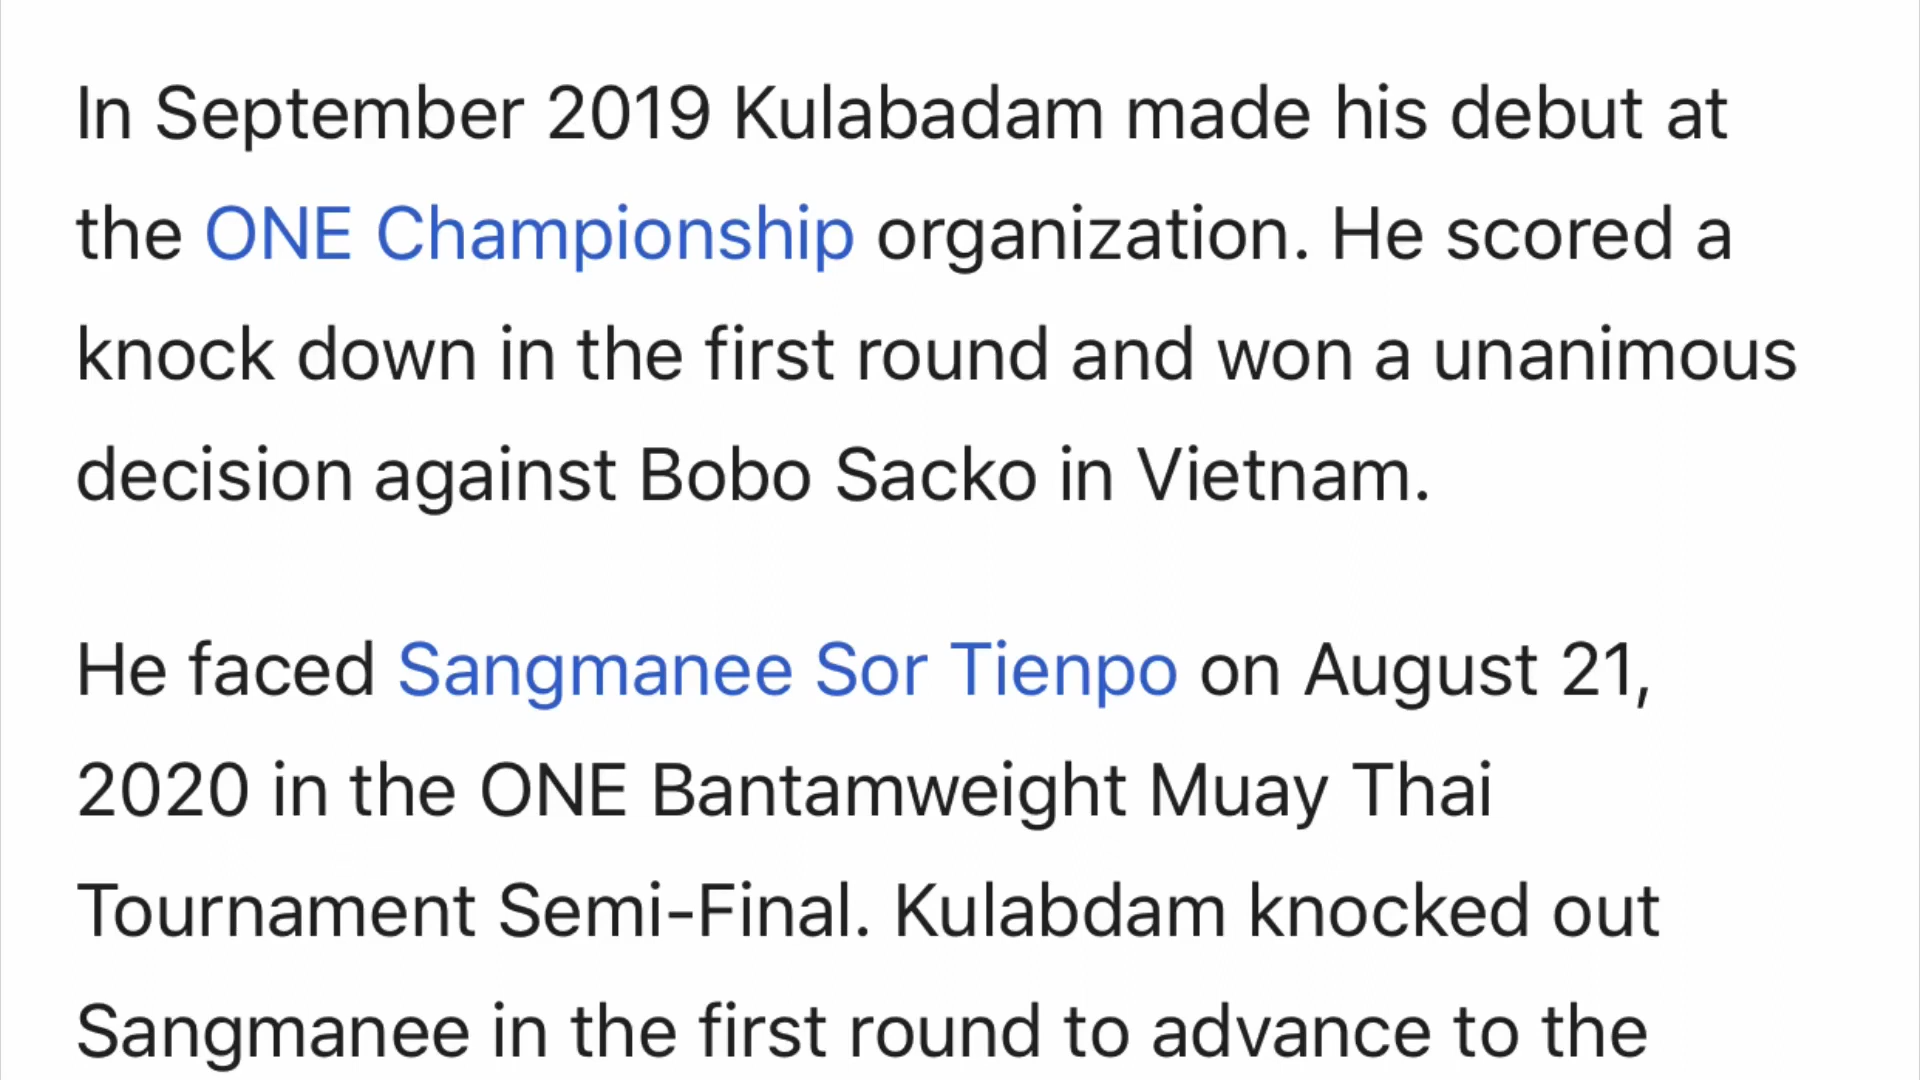 In September 2019 Kulabadam made his debut at
the ONE Championship organization. He scored a
knock down in the first round and won a unanimous
decision against Bobo Sacko in Vietnam.
He faced Sangmanee Sor Tienpo on August 21,
2020 in the ONE Bantamweight Muay Thai
Tournament Semi-Final. Kulabdam knocked out
Sangmanee in the first round to advance to the